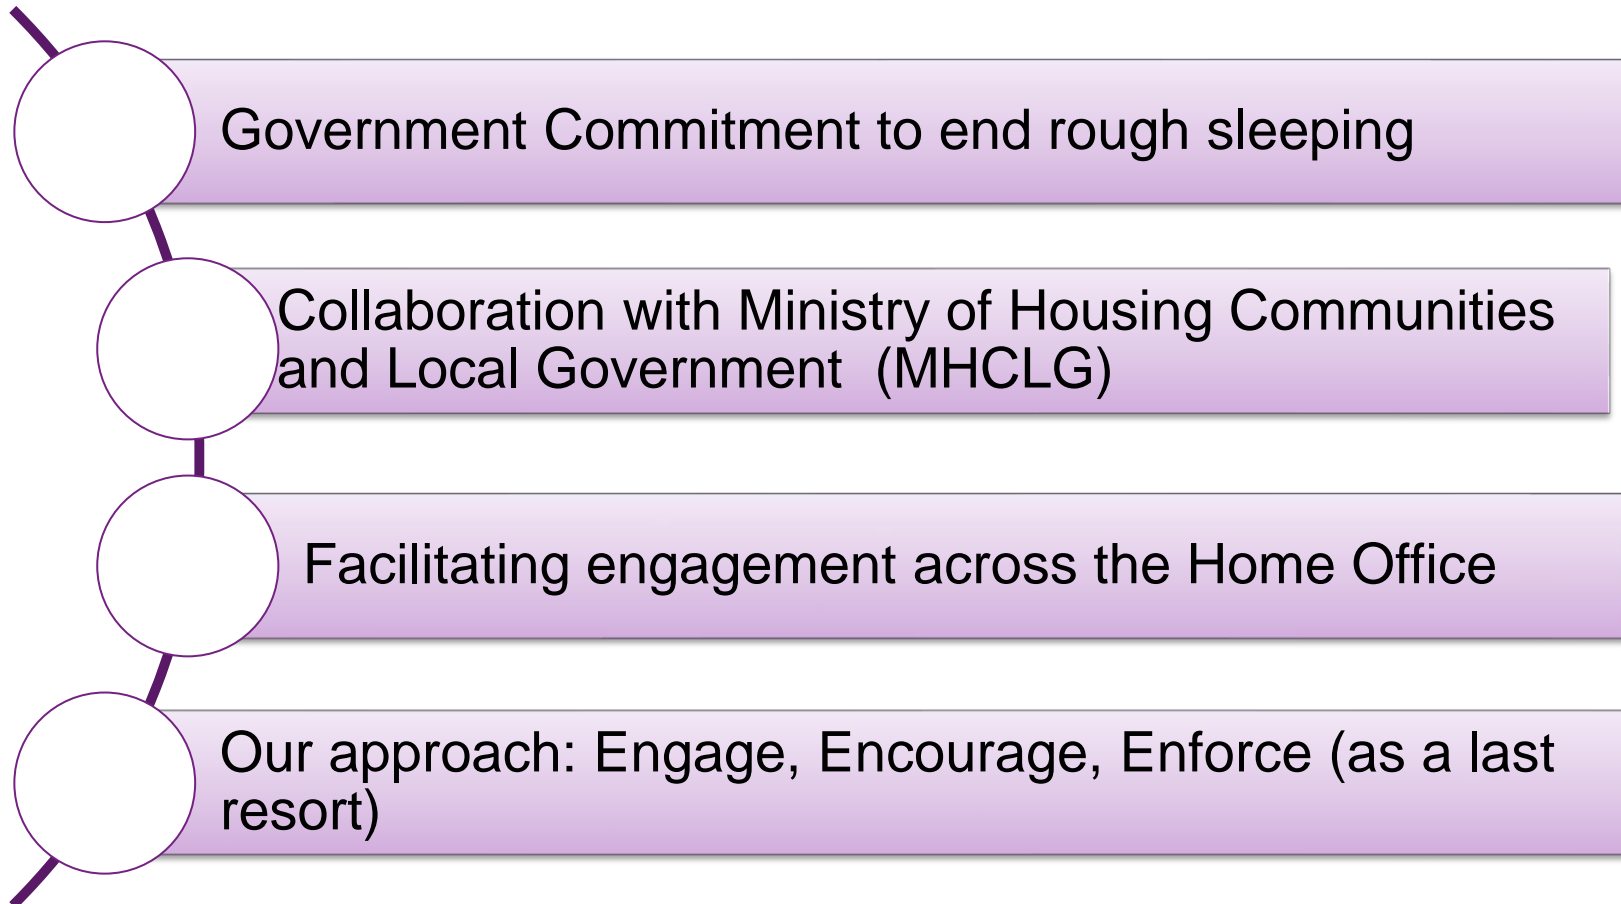 Government Commitment to end rough sleeping
Collaboration with Ministry of Housing Communities
and Local Government  (MHCLG)
Facilitating engagement across the Home Office
Our approach: Engage, Encourage, Enforce (as a last
resort)